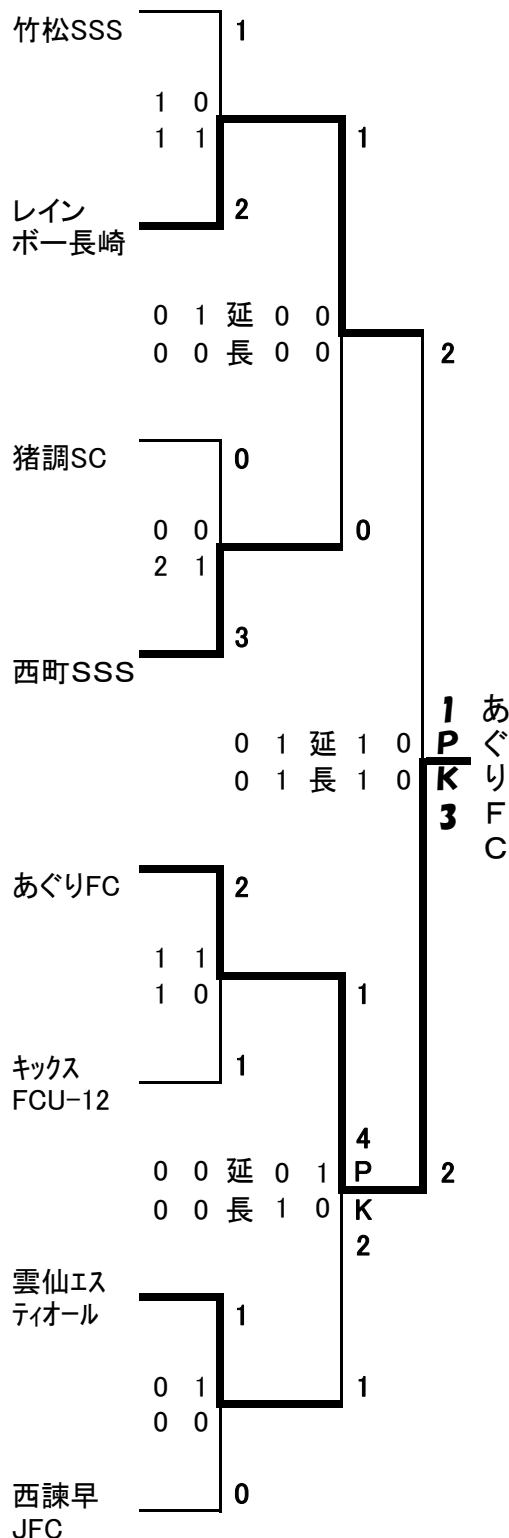 竹松SSS
1
1 0
1 1
1
レイン
ボー長崎
2
0 1 延 0 0
0 0 長 0 0
2
猪調SC
0
0 0
2 1
0
西町SSS
3
0 1 延 1 0
0 1 長 1 0
1
P
K
3
あぐりFC
あぐりFC
2
1 1
1 0
1
キックス
FCU-12
1
4
0 0 延 0 1 P
0 0 長 1 0 K
2
2
雲仙エス
ティオール
1
0 1
0 0
1
西諫早
JFC
0